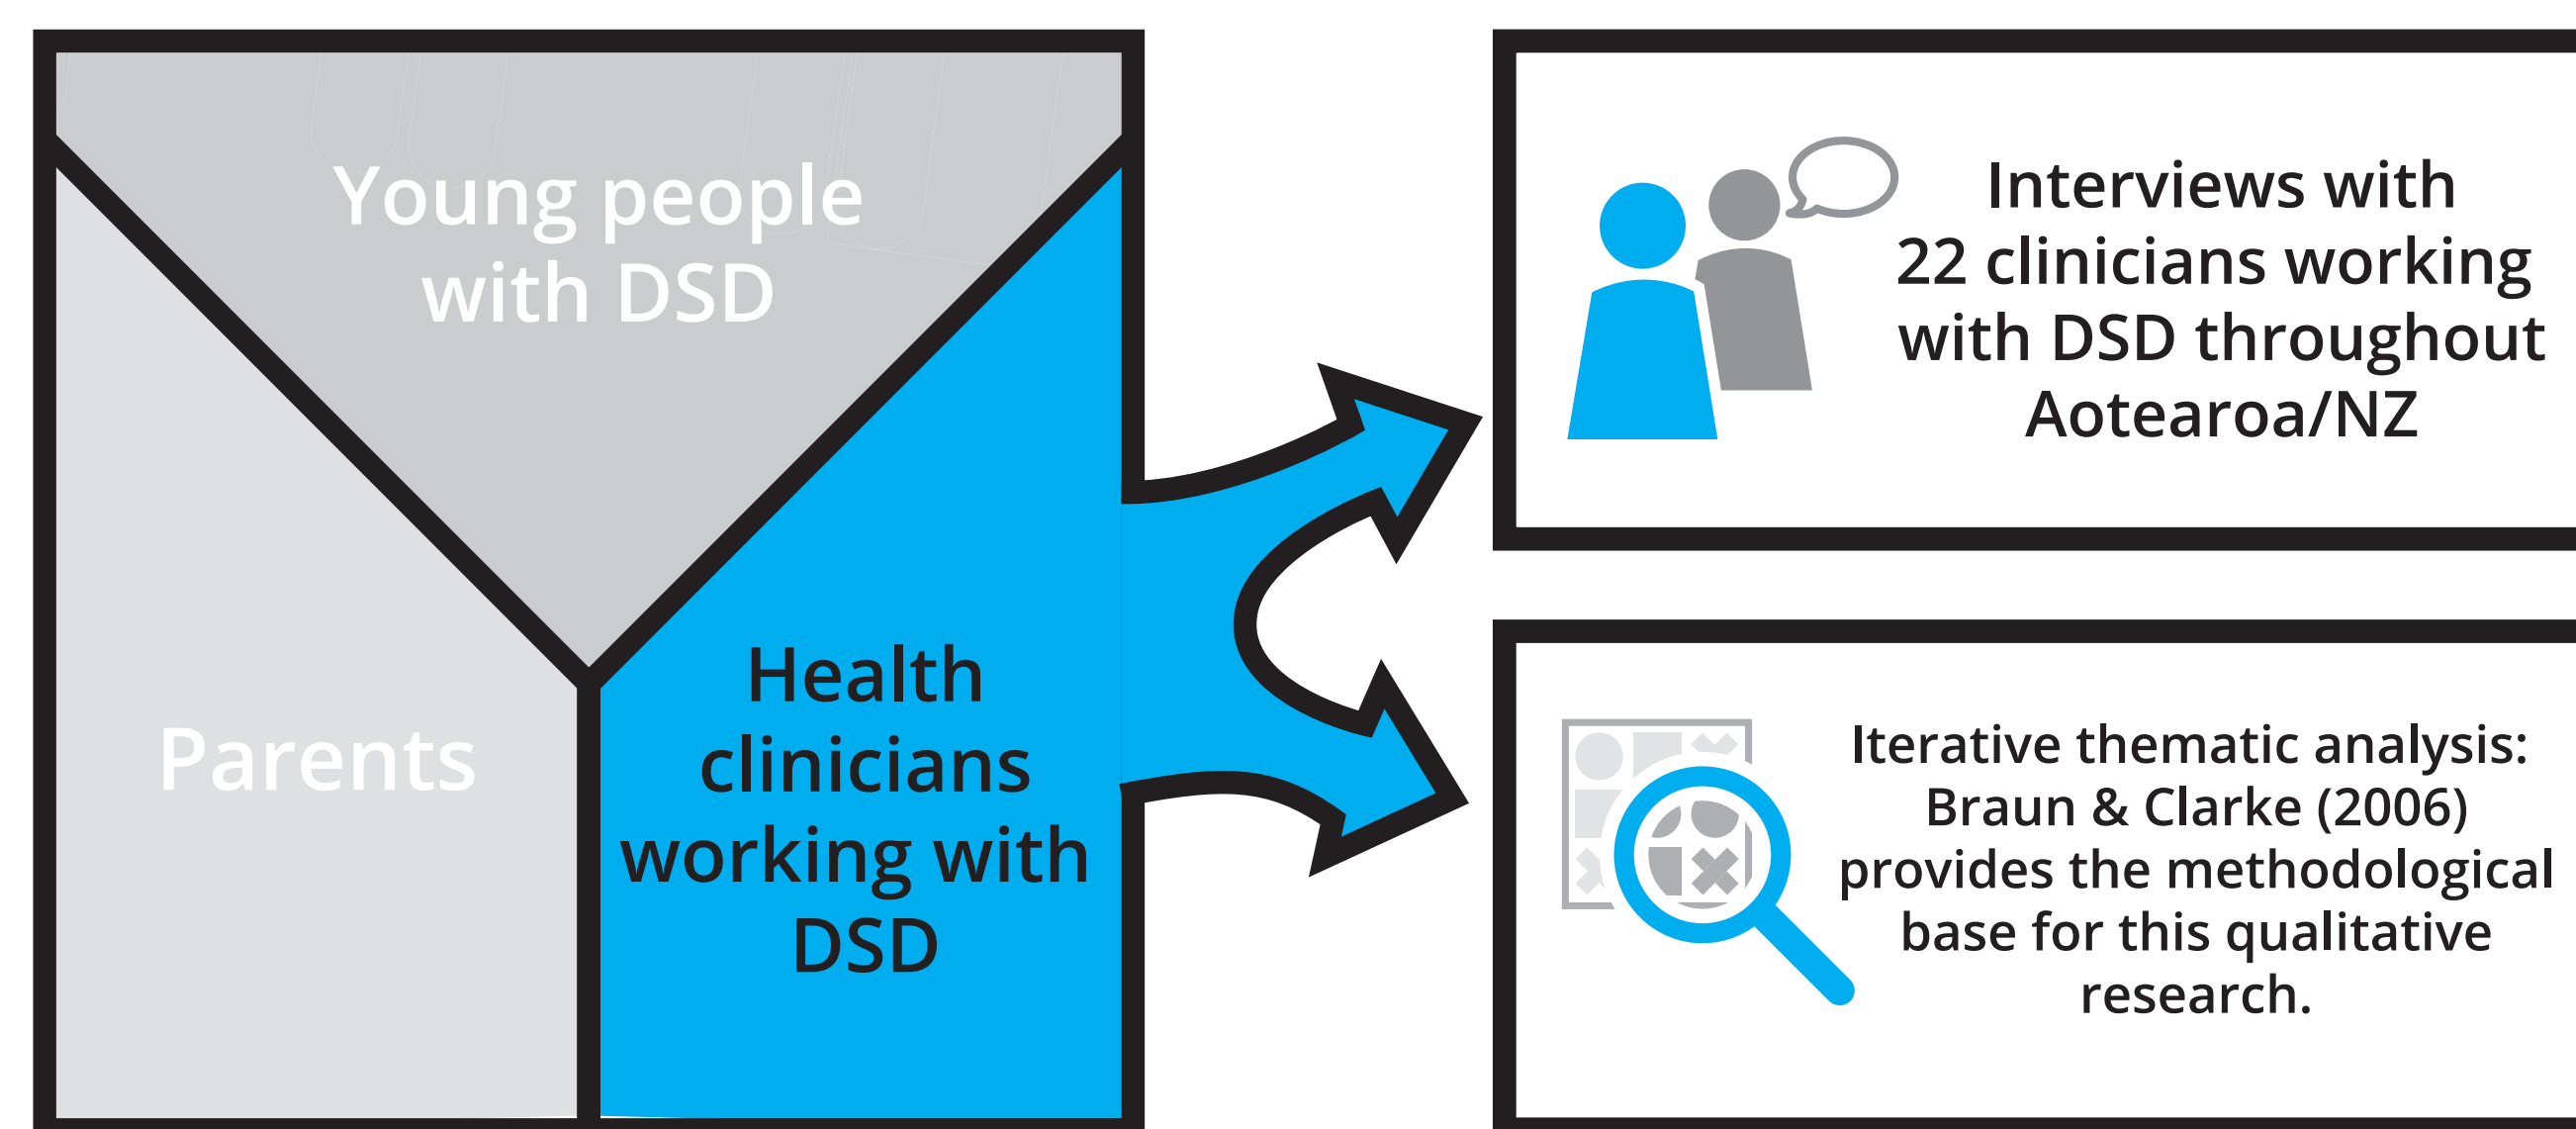 Young people
with DSD
Parents
Health
clinicians
working with
DSD
Interviews with
22 clinicians working
with DSD throughout
Aotearoa/NZ
Iterative thematic analysis:
Braun & Clarke (2006)
provides the methodological
base for this qualitative
research.